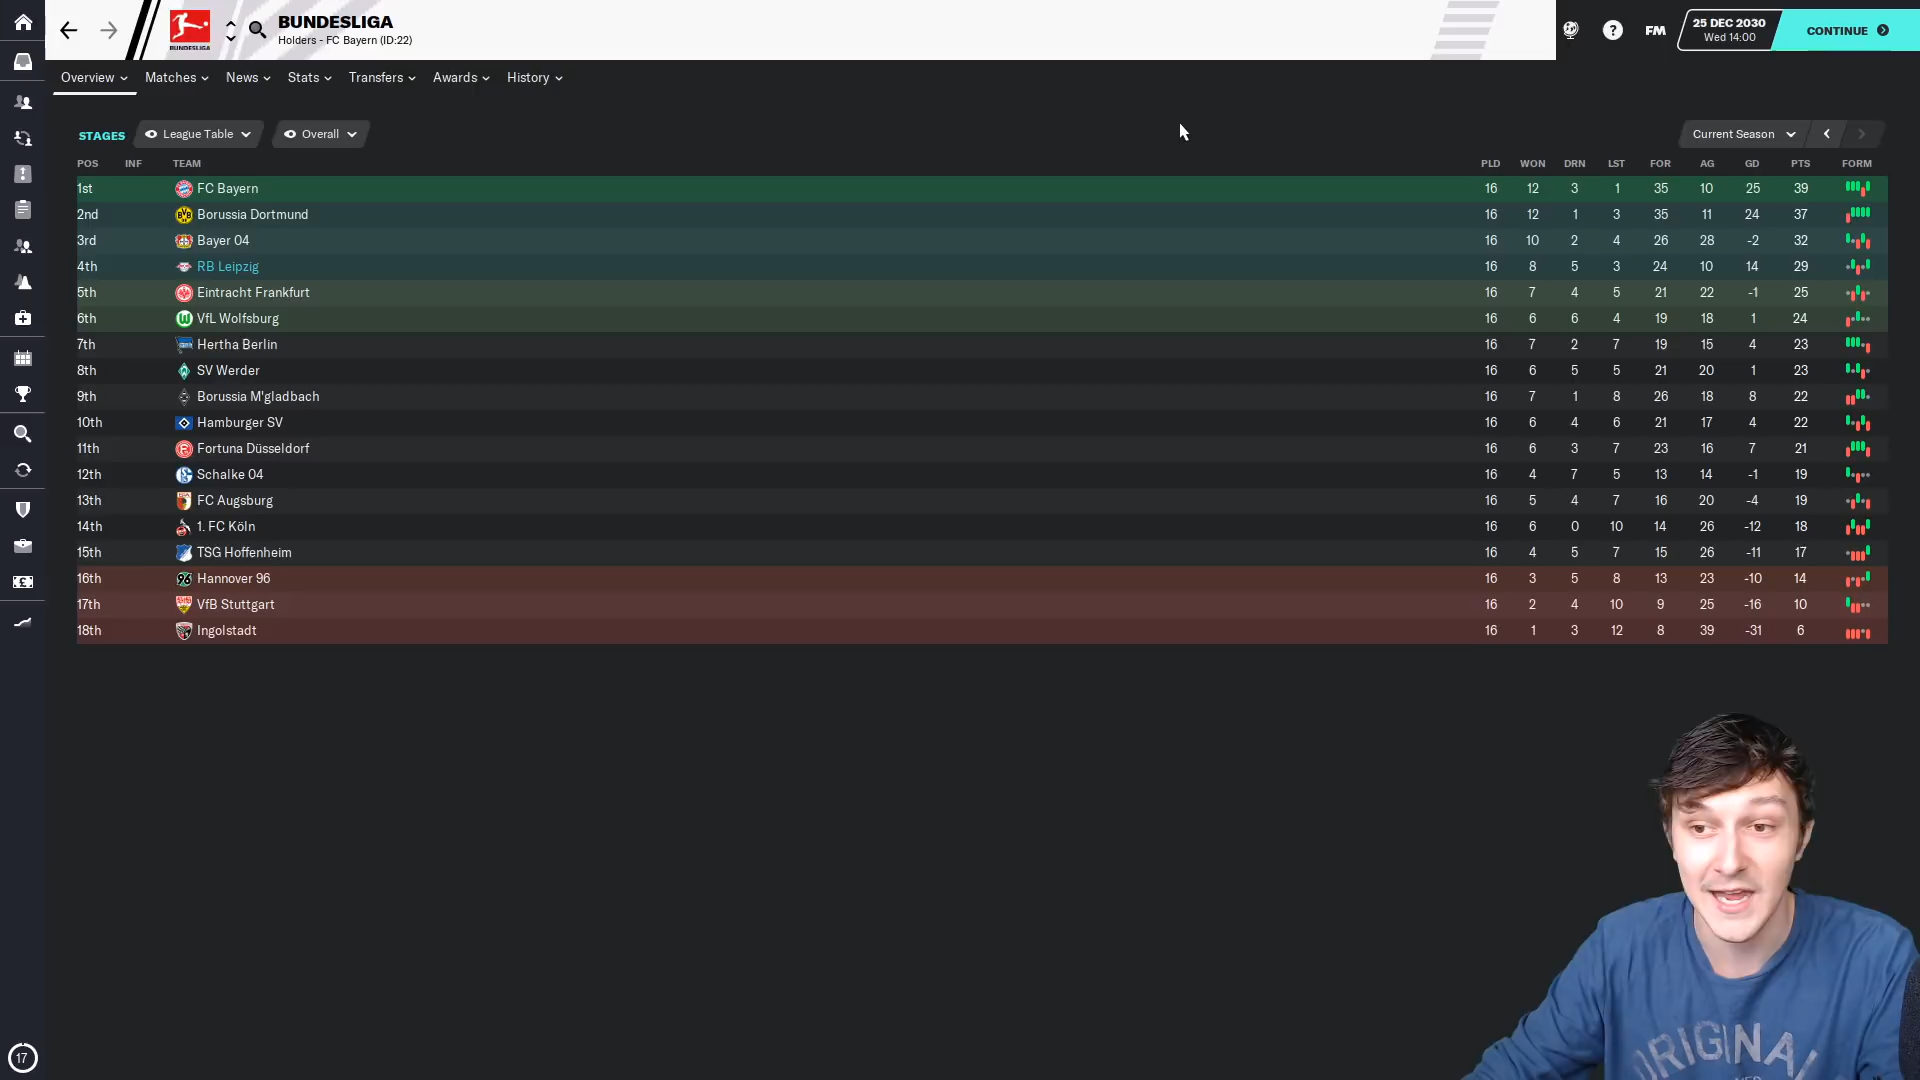 BUNDESLIGA
Holders - FC Bayern (ID:22)
BUNDESLIGA
FM
25 DEC 2030
Wed 14:00
CONTINUE
Overview Matches News Stats Transfers Awards History
STAGES League Table Overall Current Season
POS INF TEAM PLD WON DRN LST FOR AG GD PTS FORM
1st FC Bayern 16 12 3 1 35 10 25 39
2nd Borussia Dortmund 16 12 1 3 35 11 24 37
3rd Bayer 04 16 10 2 4 26 28 -2 32
4th RB Leipzig 16 8 5 3 24 10 14 29
5th Eintracht Frankfurt 16 7 4 5 21 22 -1 25
6th VfL Wolfsburg 16 6 6 4 19 18 1 24
7th Hertha Berlin 16 7 2 7 19 15 4 23
8th SV Werder 16 6 5 5 21 20 1 23
9th Borussia M'gladbach 16 7 1 8 26 18 8 22
10th Hamburger SV 16 6 4 6 21 17 4 22
11th Fortuna Düsseldorf 16 6 3 7 23 16 7 21
12th Schalke 04 16 4 7 5 13 14 -1 19
13th FC Augsburg 16 5 4 7 16 20 -4 19
14th 1. FC Köln 16 6 0 10 14 26 -12 18
15th TSG Hoffenheim 16 4 5 7 15 26 -11 17
16th Hannover 96 16 3 5 8 13 23 -10 14
17th VfB Stuttgart 16 2 4 10 9 25 -16 10
18th Ingolstadt 16 1 3 12 8 39 -31 6
17
ORIGINAL